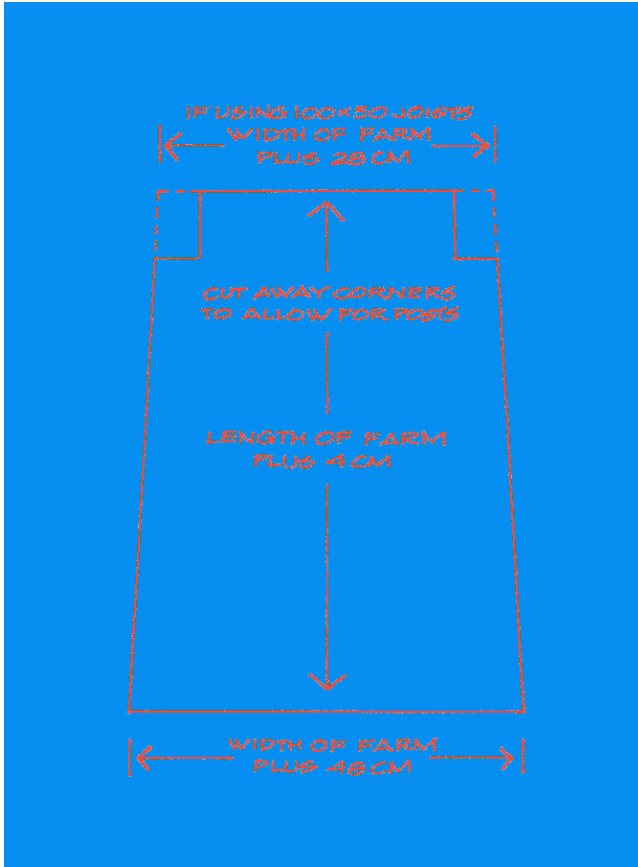 IF USING 100x50 JOISTS
WIDTH OF FARM
PLUS 28 CM
CUT AWAY CORNERS
TO ALLOW FOR POSTS
LENGTH OF FARM
PLUS 4 CM
WIDTH OF FARM
PLUS 48 CM